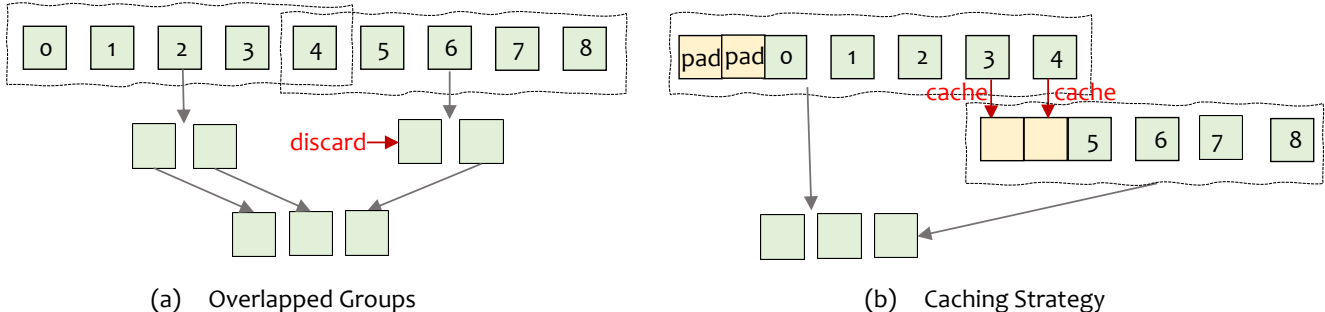 0 1 2 3 4 5 6 7 8
discard
(a) Overlapped Groups
pad pad 0 1 2 3 4
cache cache
5 6 7 8
(b) Caching Strategy